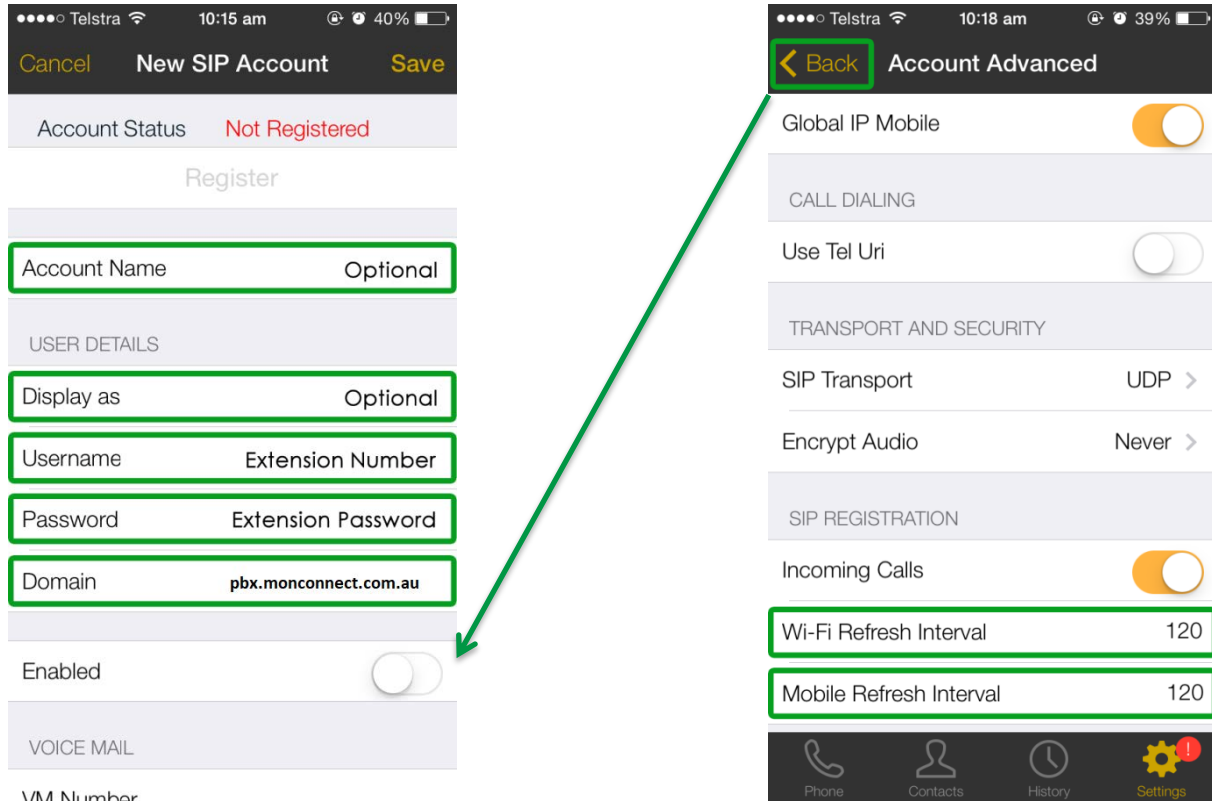 Telstra 10:15 am 40%
Cancel New SIP Account Save
Account Status Not Registered
Register
Account Name Optional
USER DETAILS
Display as Optional
Username Extension Number
Password Extension Password
Domain pbx.monconnect.com.au
Enabled
VOICE MAIL
VM Number
Telstra 10:18 am 39%
Back Account Advanced
Global IP Mobile
CALL DIALING
Use Tel Uri
TRANSPORT AND SECURITY
SIP Transport UDP >
Encrypt Audio Never >
SIP REGISTRATION
Incoming Calls
Wi-Fi Refresh Interval 120
Mobile Refresh Interval 120
!
Phone Contacts History Settings